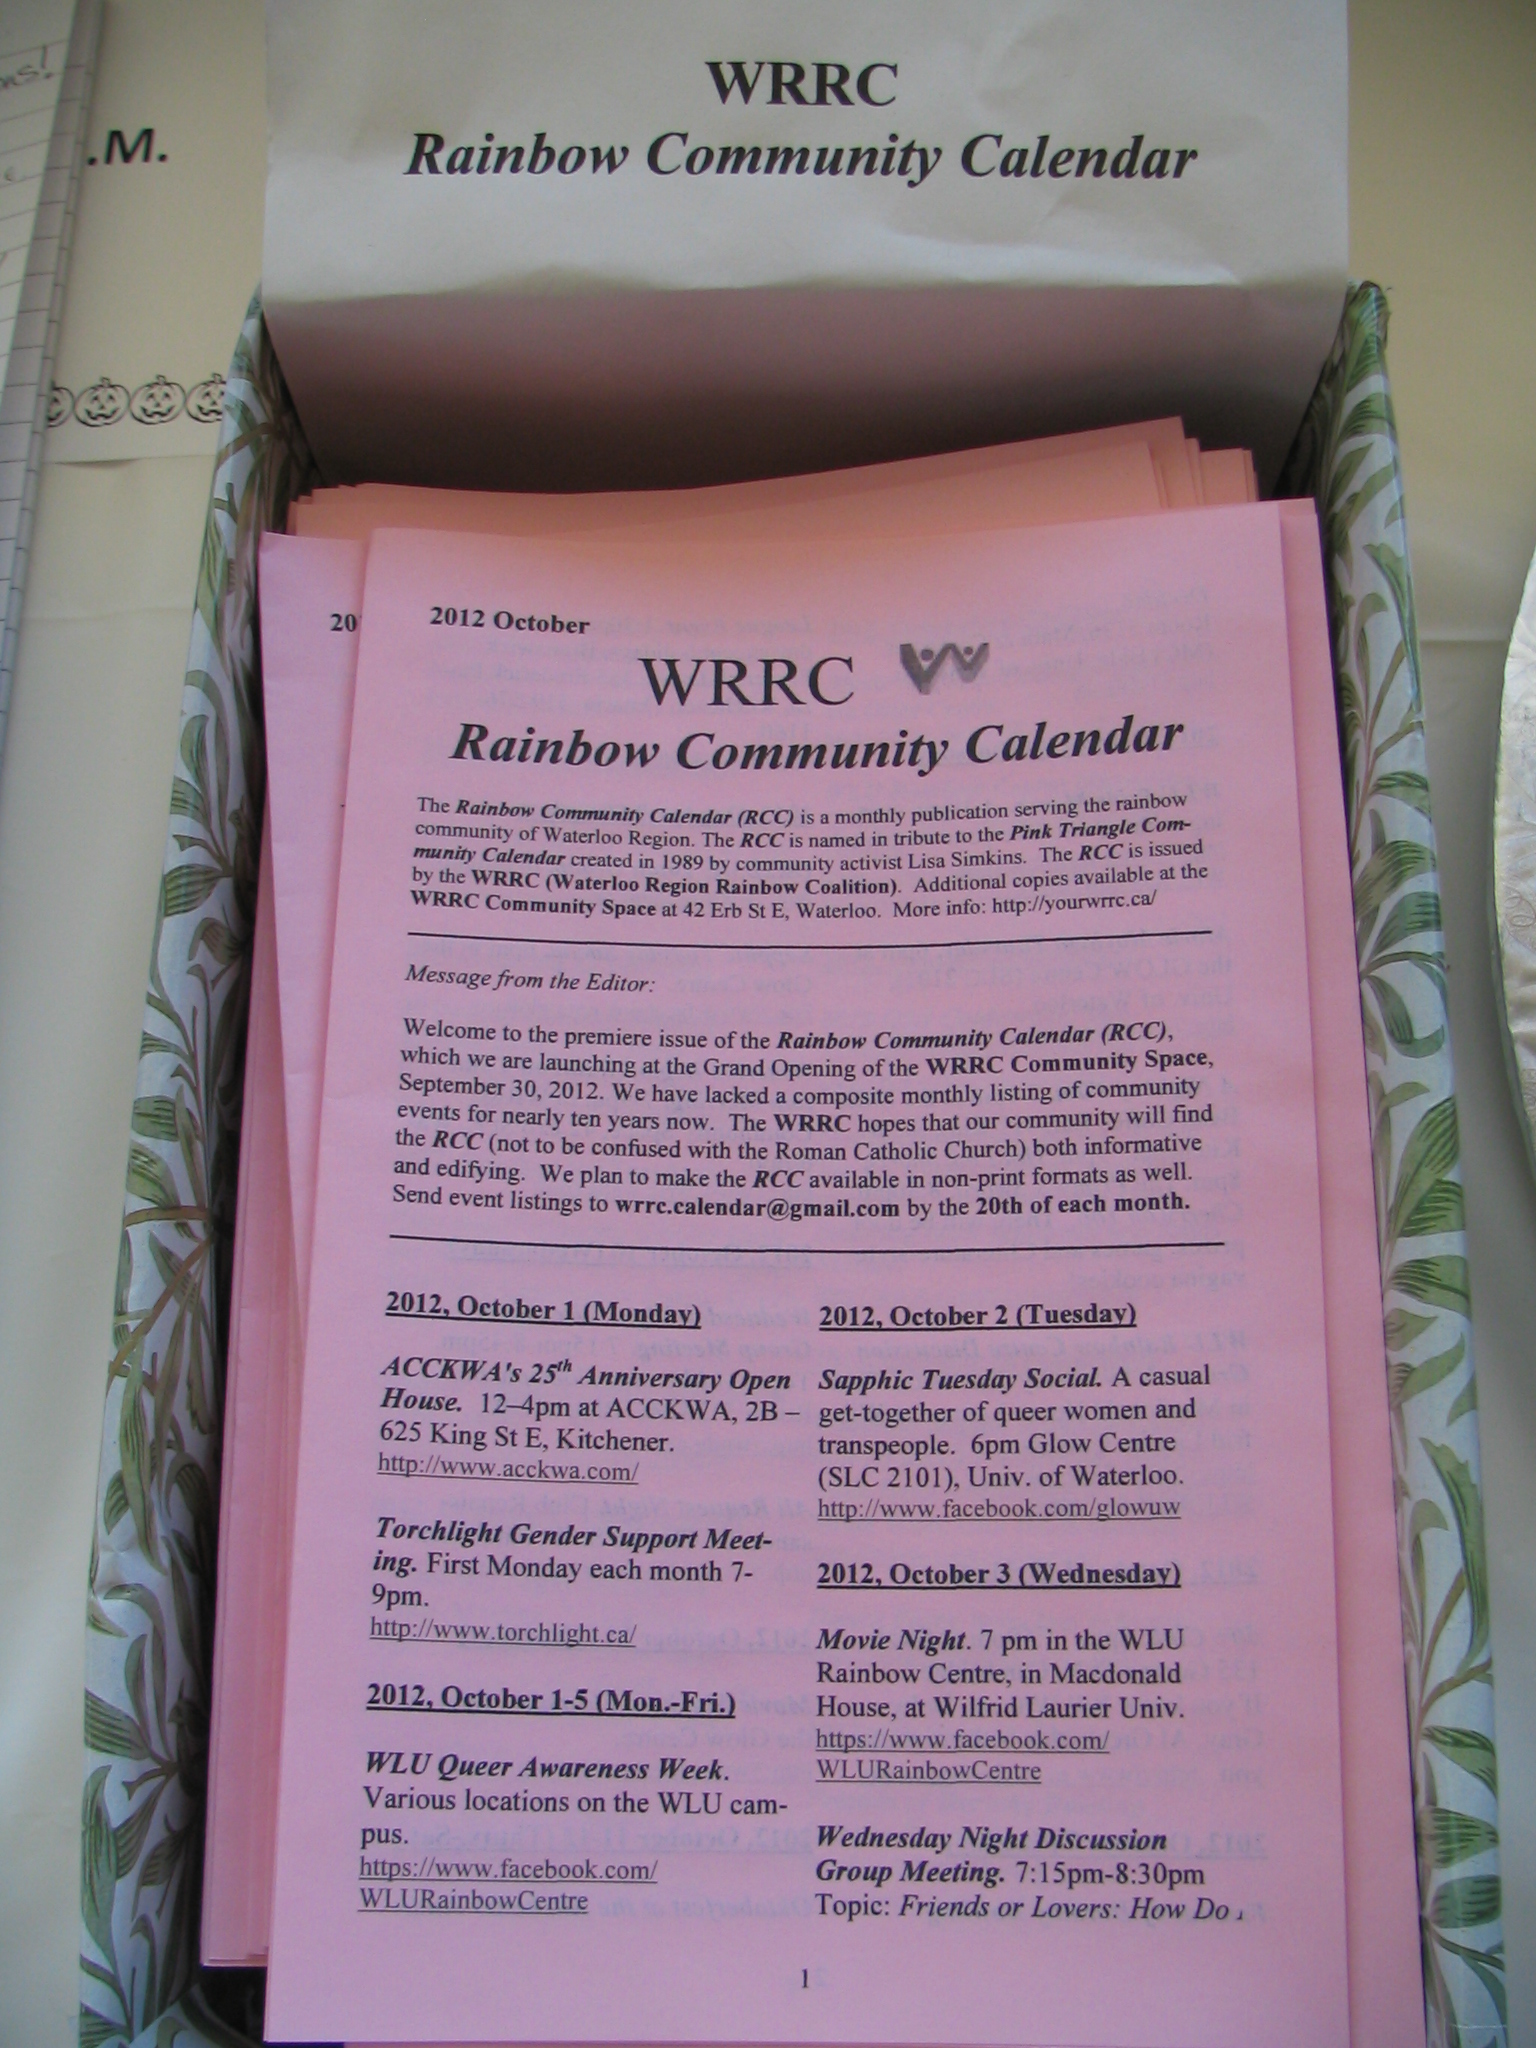 ons!
.M.
WRRC
Rainbow Community Calendar
20
2012 October
WRRC
Rainbow Community Calendar
The Rainbow Community Calendar (RCC) is a monthly publication serving the rainbow
community of Waterloo Region. The RCC is named in tribute to the Pink Triangle Com-
munity Calendar created in 1989 by community activist Lisa Simkins. The RCC is issued
by the WRRC (Waterloo Region Rainbow Coalition). Additional copies available at the
WRRC Community Space at 42 Erb St E, Waterloo. More info: http://yourwrrc.ca/
Message from the Editor:
Welcome to the premiere issue of the Rainbow Community Calendar (RCC),
which we are launching at the Grand Opening of the WRRC Community Space,
September 30, 2012. We have lacked a composite monthly listing of community
events for nearly ten years now. The WRRC hopes that our community will find
the RCC (not to be confused with the Roman Catholic Church) both informative
and edifying. We plan to make the RCC available in non-print formats as well.
Send event listings to wrrc.calendar@gmail.com by the 20th of each month.
2012, October 1 (Monday)
ACCKWA's 25th Anniversary Open
House. 12–4pm at ACCKWA, 2B –
625 King St E, Kitchener.
http://www.acckwa.com/
Torchlight Gender Support Meet-
ing. First Monday each month 7-
9pm.
http://www.torchlight.ca/
2012, October 1-5 (Mon.-Fri.)
WLU Queer Awareness Week.
Various locations on the WLU cam-
pus.
https://www.facebook.com/
WLURainbowCentre
2012, October 2 (Tuesday)
Sapphic Tuesday Social. A casual
get-together of queer women and
transpeople. 6pm Glow Centre
(SLC 2101), Univ. of Waterloo.
http://www.facebook.com/glowuw
2012, October 3 (Wednesday)
Movie Night. 7 pm in the WLU
Rainbow Centre, in Macdonald
House, at Wilfrid Laurier Univ.
https://www.facebook.com/
WLURainbowCentre
Wednesday Night Discussion
Group Meeting. 7:15pm-8:30pm
Topic: Friends or Lovers: How Do
1